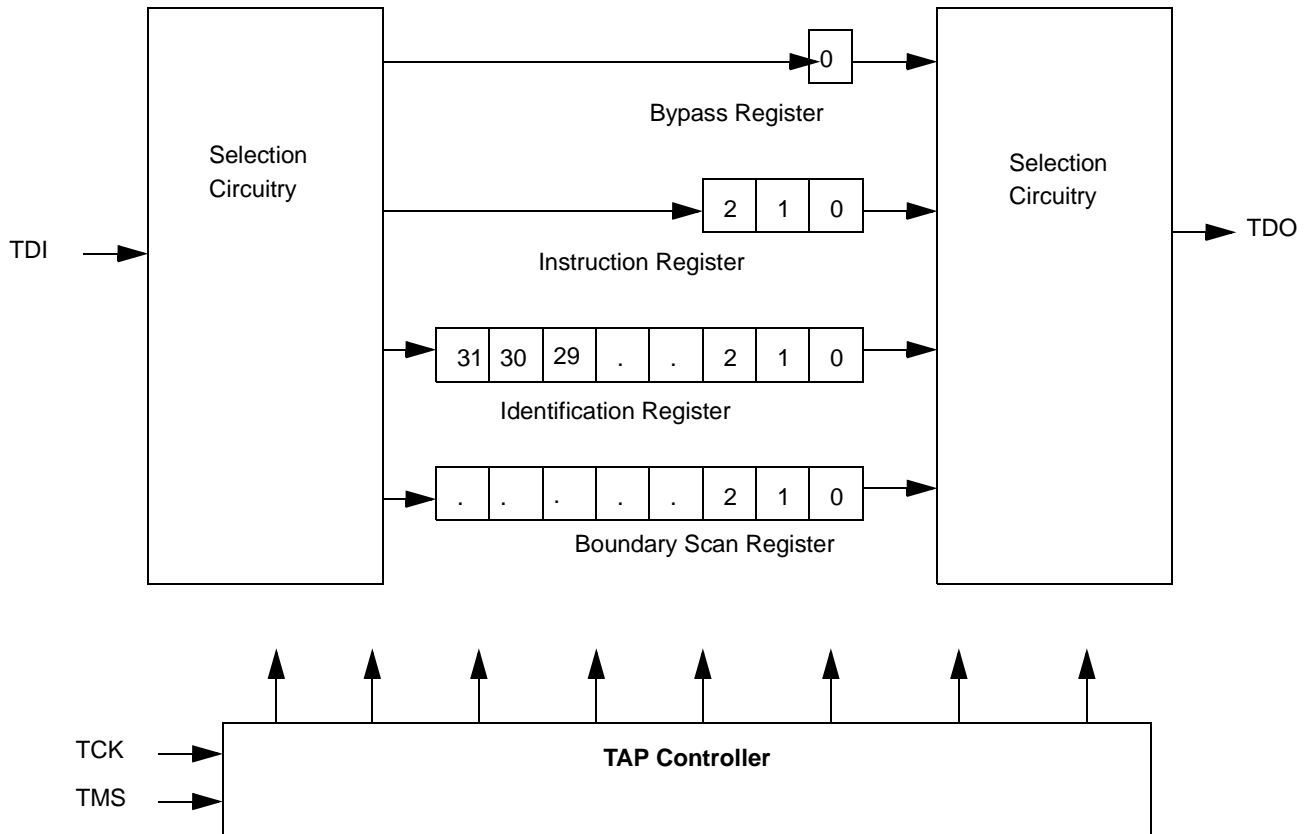 0
Bypass Register
Selection
Circuitry
Selection
Circuitry
2 1 0
TDI
TDO
Instruction Register
31 30 29 . . 2 1 0
Identification Register
. . . . . 2 1 0
Boundary Scan Register
TCK
TAP Controller
TMS